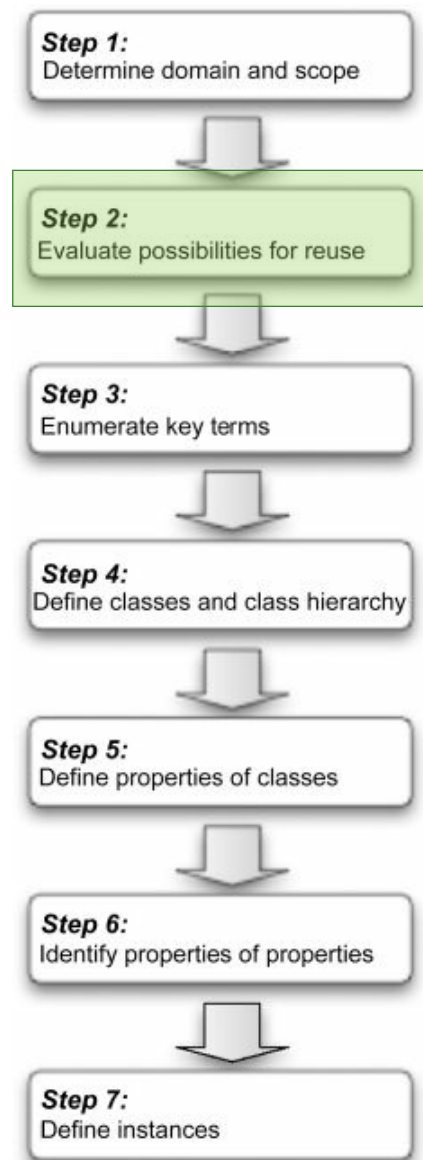 Step 1:
Determine domain and scope
Step 2:
Evaluate possibilities for reuse
Step 3:
Enumerate key terms
Step 4:
Define classes and class hierarchy
Step 5:
Define properties of classes
Step 6:
Identify properties of properties
Step 7:
Define instances